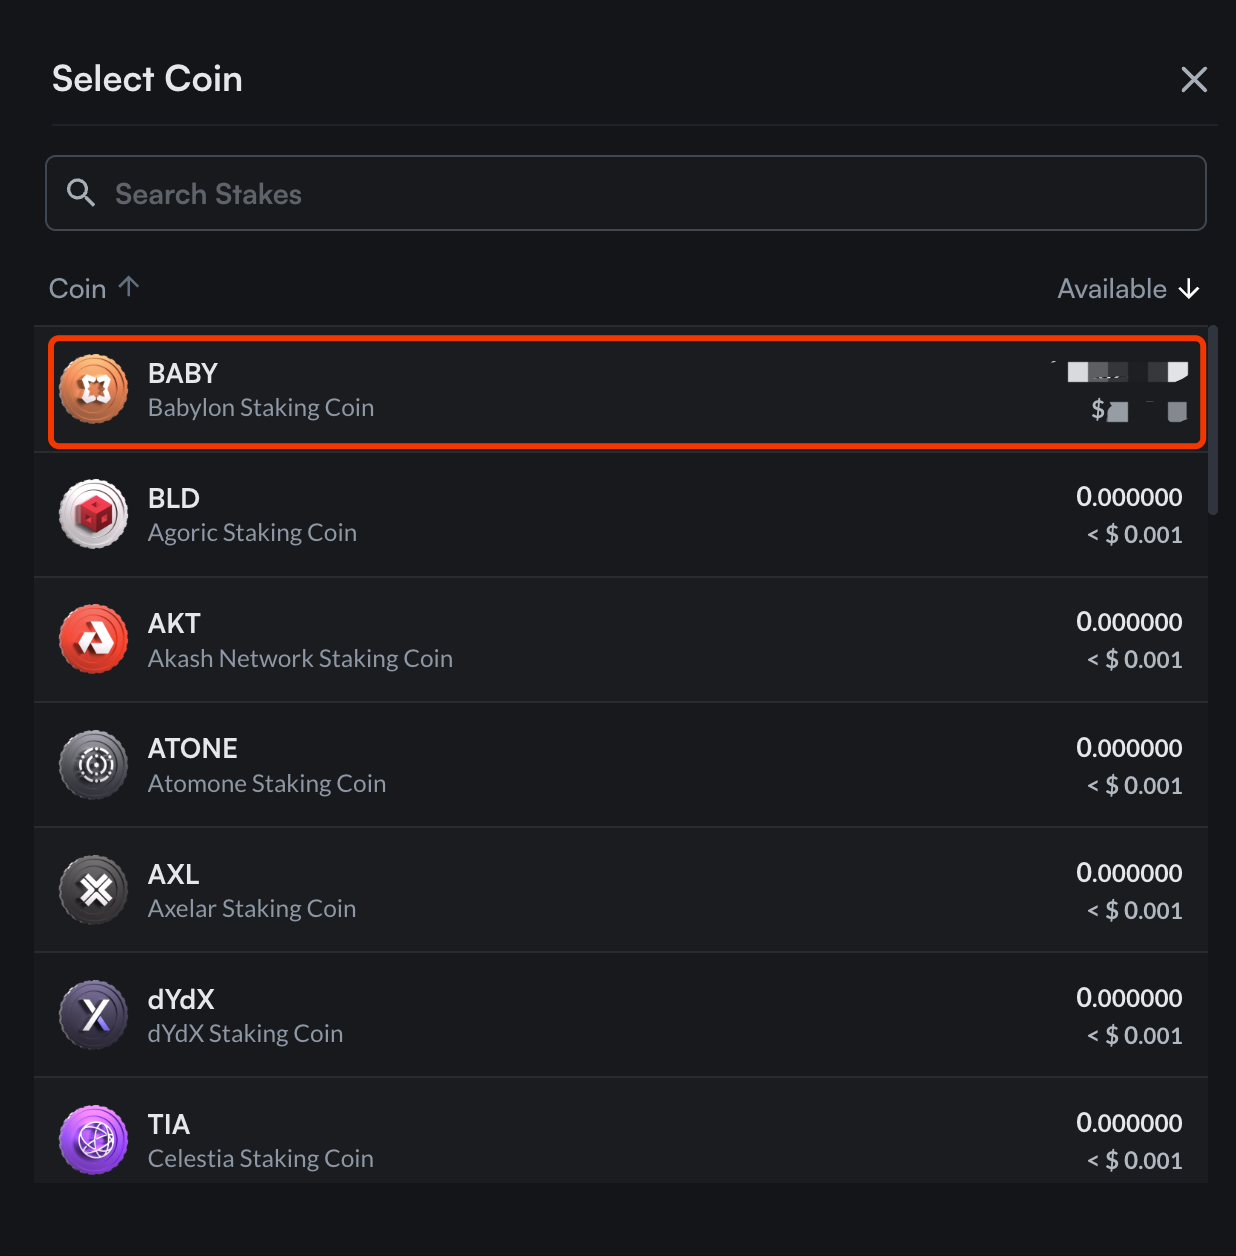 Select Coin
Search Stakes
Coin
Available
BABY
Babylon Staking Coin
$
BLD
0.000000
Agoric Staking Coin
< $ 0.001
AKT
0.000000
Akash Network Staking Coin
< $ 0.001
ATONE
0.000000
Atomone Staking Coin
< $ 0.001
AXL
0.000000
Axelar Staking Coin
< $ 0.001
dYdX
0.000000
dYdX Staking Coin
< $ 0.001
TIA
0.000000
Celestia Staking Coin
< $ 0.001